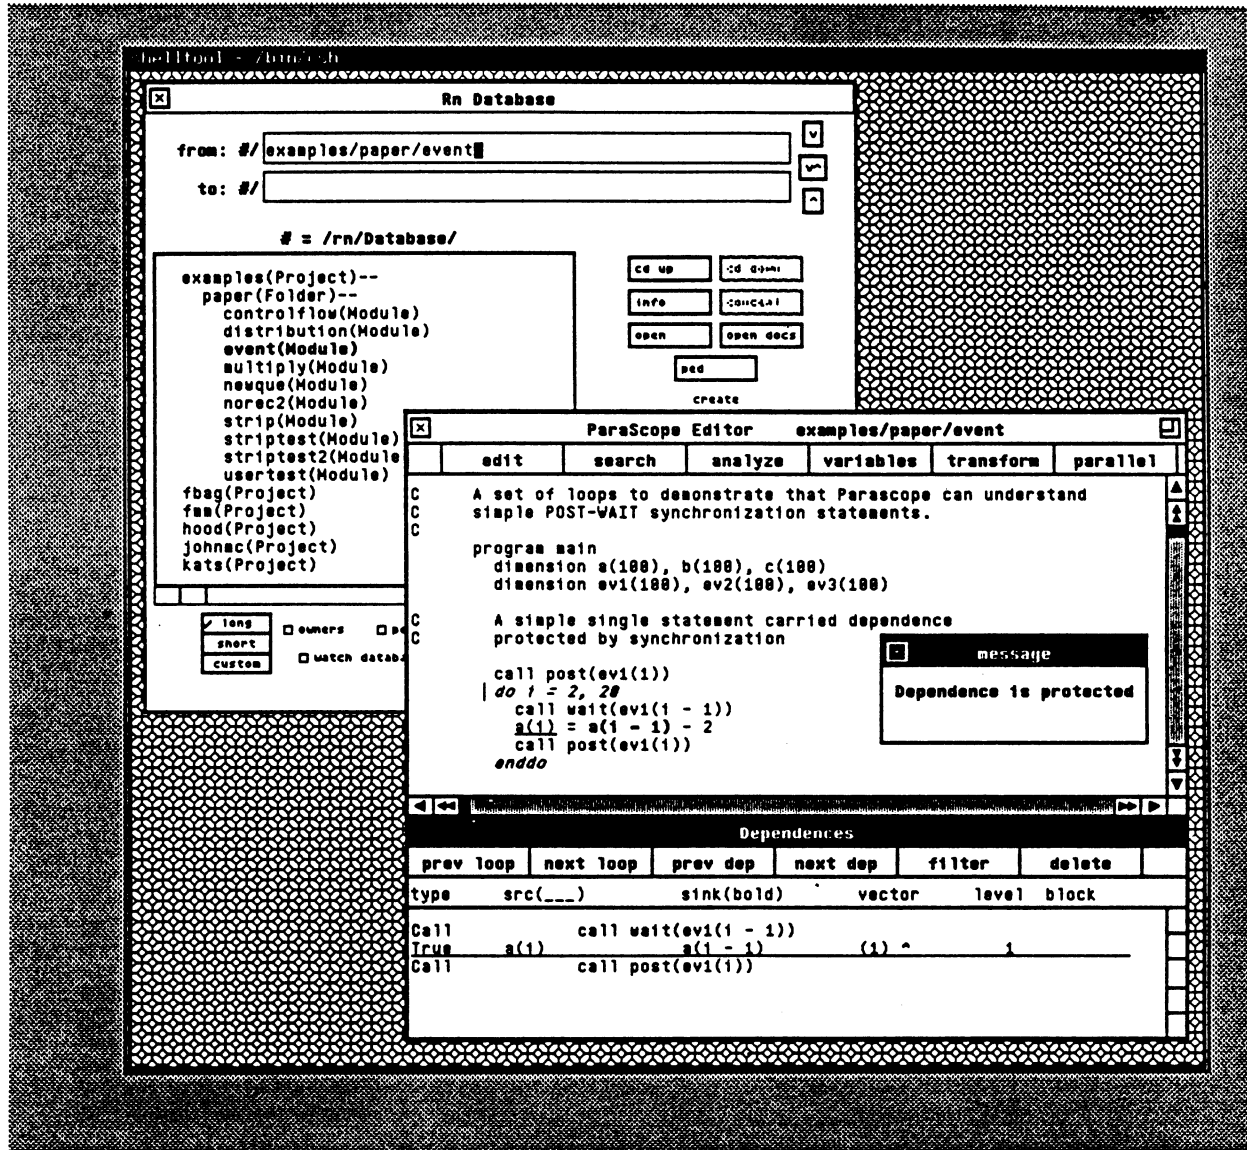 shelltool - /bin/csh
Rn Database
from: #/ examples/paper/event
to: #/
# = /rn/Database/
examples(Project)--
paper(Folder)--
controlflow(Module)
distribution(Module)
event(Module)
multiply(Module)
newque(Module)
norec2(Module)
strip(Module)
striptest(Module)
striptest2(Module
usertest(Module)
fbag(Project)
fmm(Project)
hood(Project)
johnmc(Project)
kats(Project)
cd up cd down
info conceal
open open docs
ped
create
long
short
custom
owners
watch databa
ParaScope Editor examples/paper/event
edit search analyze variables transform parallel
C A set of loops to demonstrate that Parascope can understand
C simple POST-WAIT synchronization statements.
C
program main
dimension a(100), b(100), c(100)
dimension ev1(100), ev2(100), ev3(100)
C A simple single statement carried dependence
C protected by synchronization
call post(ev1(1))
do i = 2, 20
call wait(ev1(i - 1))
a(i) = a(i - 1) - 2
call post(ev1(i))
enddo
message
Dependence is protected
Dependences
prev loop next loop prev dep next dep filter delete
type src(___) sink(bold) vector level block
Call call wait(ev1(i - 1))
True a(i) a(i - 1) (1) ^ 1
Call call post(ev1(i))